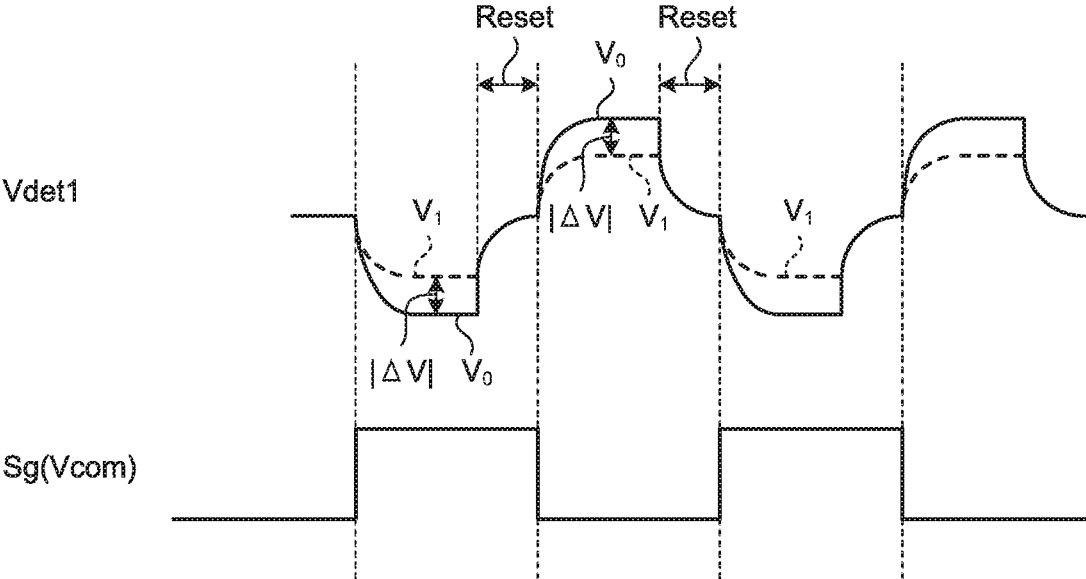 Reset
Reset
V₀
Vdet1
V₁
|ΔV|
V₁
V₁
|ΔV|
V₀
Sg(Vcom)